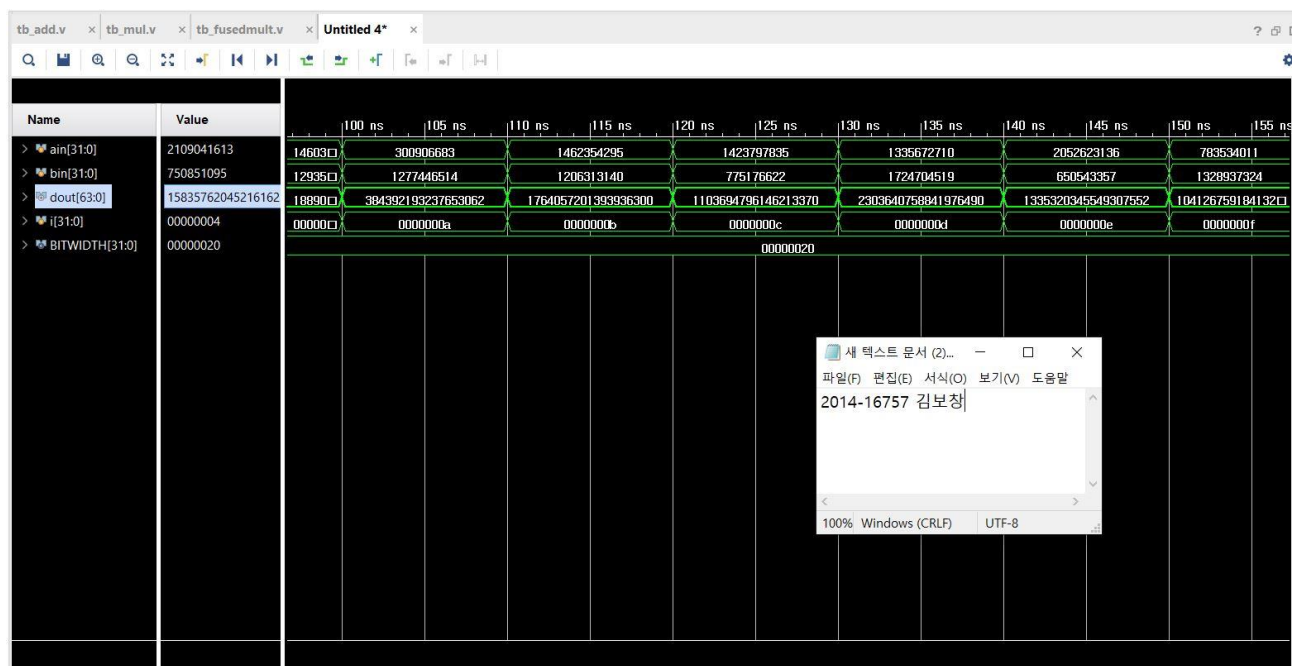 tb_add.v × tb_mul.v × tb_fusedmult.v × Untitled 4* ×
Name Value
100 ns 105 ns 110 ns 115 ns 120 ns 125 ns 130 ns 135 ns 140 ns 145 ns 150 ns 155 ns
ain[31:0] 2109041613 14603 300906683 1462354295 1423797835 1335672710 2052623136 783534011
bin[31:0] 750851095 12935 1277446514 1206313140 775176622 1724704519 650543357 1328937324
dout[63:0] 15835762045216162 18890 384392193237653062 1764057201393936300 1103694796146213370 2303640758841976490 1335320345549307552 104126759184132
i[31:0] 00000004 00000 0000000a 0000000b 0000000c 0000000d 0000000e 0000000f
BITWIDTH[31:0] 00000020 00000020
새 텍스트 문서 (2)...
파일(F) 편집(E) 서식(O) 보기(V) 도움말
2014-16757 김보창
100% Windows (CRLF) UTF-8